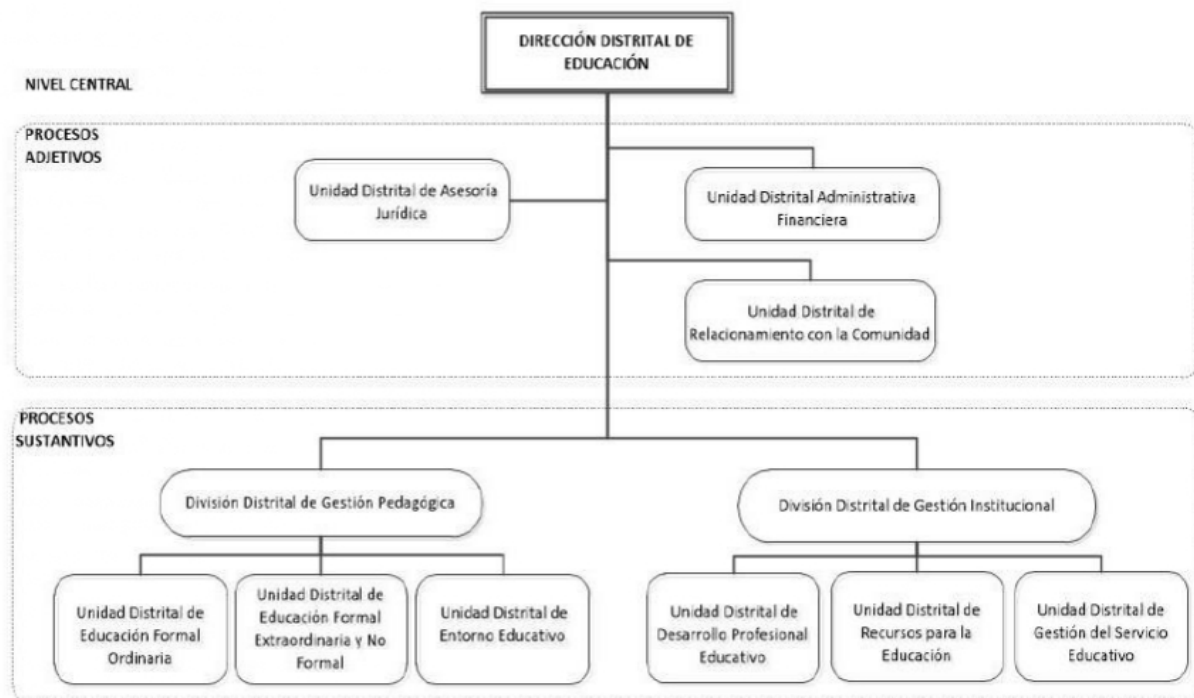 DIRECCIÓN DISTRITAL DE
EDUCACIÓN
NIVEL CENTRAL
PROCESOS
ADJETIVOS
Unidad Distrital de Asesoría
Jurídica
Unidad Distrital Administrativa
Financiera
Unidad Distrital de
Relacionamiento con la Comunidad
PROCESOS
SUSTANTIVOS
División Distrital de Gestión Pedagógica
División Distrital de Gestión Institucional
Unidad Distrital de
Educación Formal
Ordinaria
Unidad Distrital de
Educación Formal
Extraordinaria y No
Formal
Unidad Distrital de
Entorno Educativo
Unidad Distrital de
Desarrollo Profesional
Educativo
Unidad Distrital de
Recursos para la
Educación
Unidad Distrital de
Gestión del Servicio
Educativo